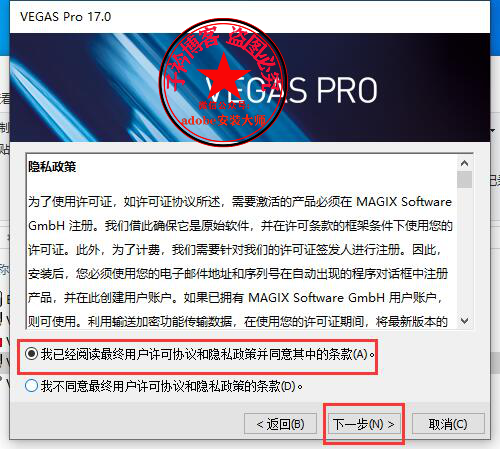 VEGAS Pro 17.0
VEGAS PRO
盗图必究
adobe安装大师
隐私政策
为了使用许可证，如许可证协议所述，需要激活的产品必须在 MAGIX Software
GmbH 注册。我们借此确保它是原始软件，并在许可条款的框架条件下使用您的
许可证。此外，为了计费，我们需要针对我们的许可证签发人进行注册。因此，
安装后，您必须使用您的电子邮件地址和序列号在自动出现的程序对话框中注册
产品，并在此创建用户账户。如果已拥有 MAGIX Software GmbH 用户账户，
则可使用。利用输送加密功能传输数据，在使用您的许可证期间，将最新版本的
我已经阅读最终用户许可协议和隐私政策并同意其中的条款(A)。
我不同意最终用户许可协议和隐私政策的条款(D)。
< 返回(B)
下一步(N) >
取消(C)